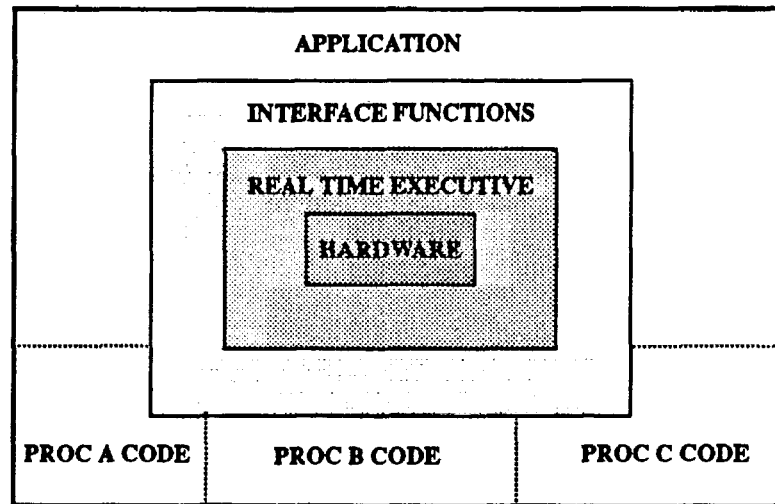 APPLICATION
INTERFACE FUNCTIONS
REAL TIME EXECUTIVE
HARDWARE
PROC A CODE PROC B CODE PROC C CODE